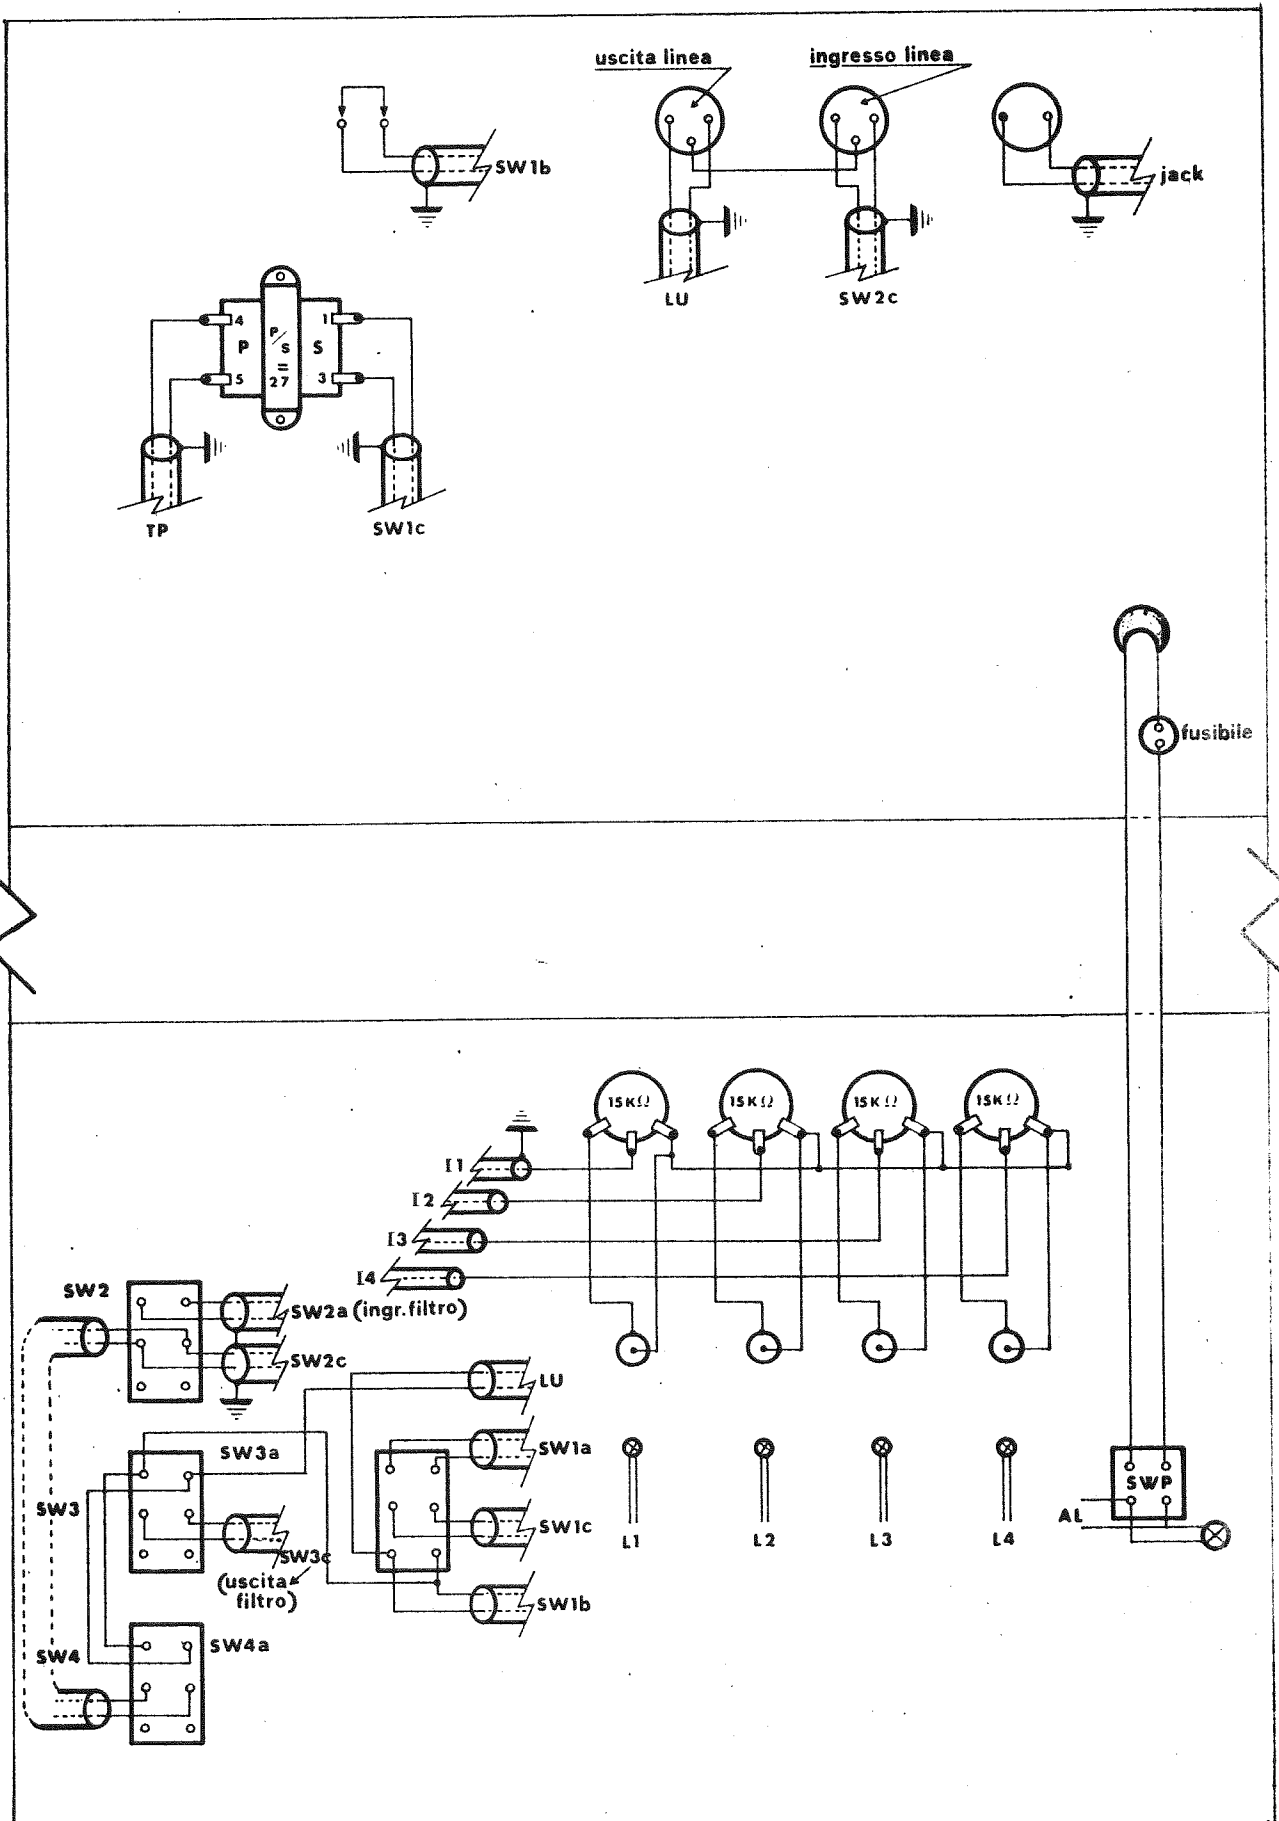 uscita linea
ingresso linea
SW1b
jack
LU
SW2c
4
P
5
P/s
=
27
1
S
3
TP
SW1c
fusibile
15KΩ
15KΩ
15KΩ
15KΩ
I1
I2
I3
I4
SW2
SW2a (ingr.filtro)
SW2c
LU
SW3a
SW1a
SW3
SW1c
SW3c
(uscita
filtro)
SW1b
SW4
SW4a
L1
L2
L3
L4
SWP
AL